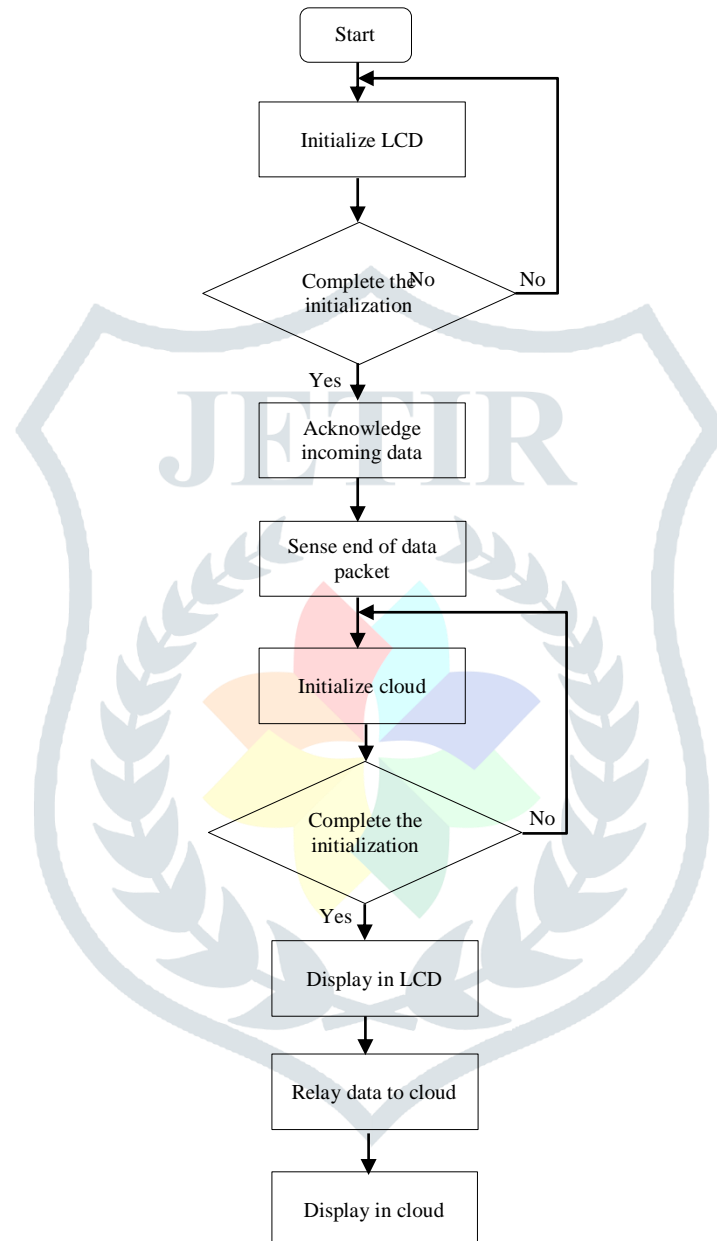 Start
Initialize LCD
Complete the
No
No
initialization
Yes
JETIR
Acknowledge
incoming data
Sense end of data
packet
Initialize cloud
Complete the
No
initialization
Yes
Display in LCD
Relay data to cloud
Display in cloud